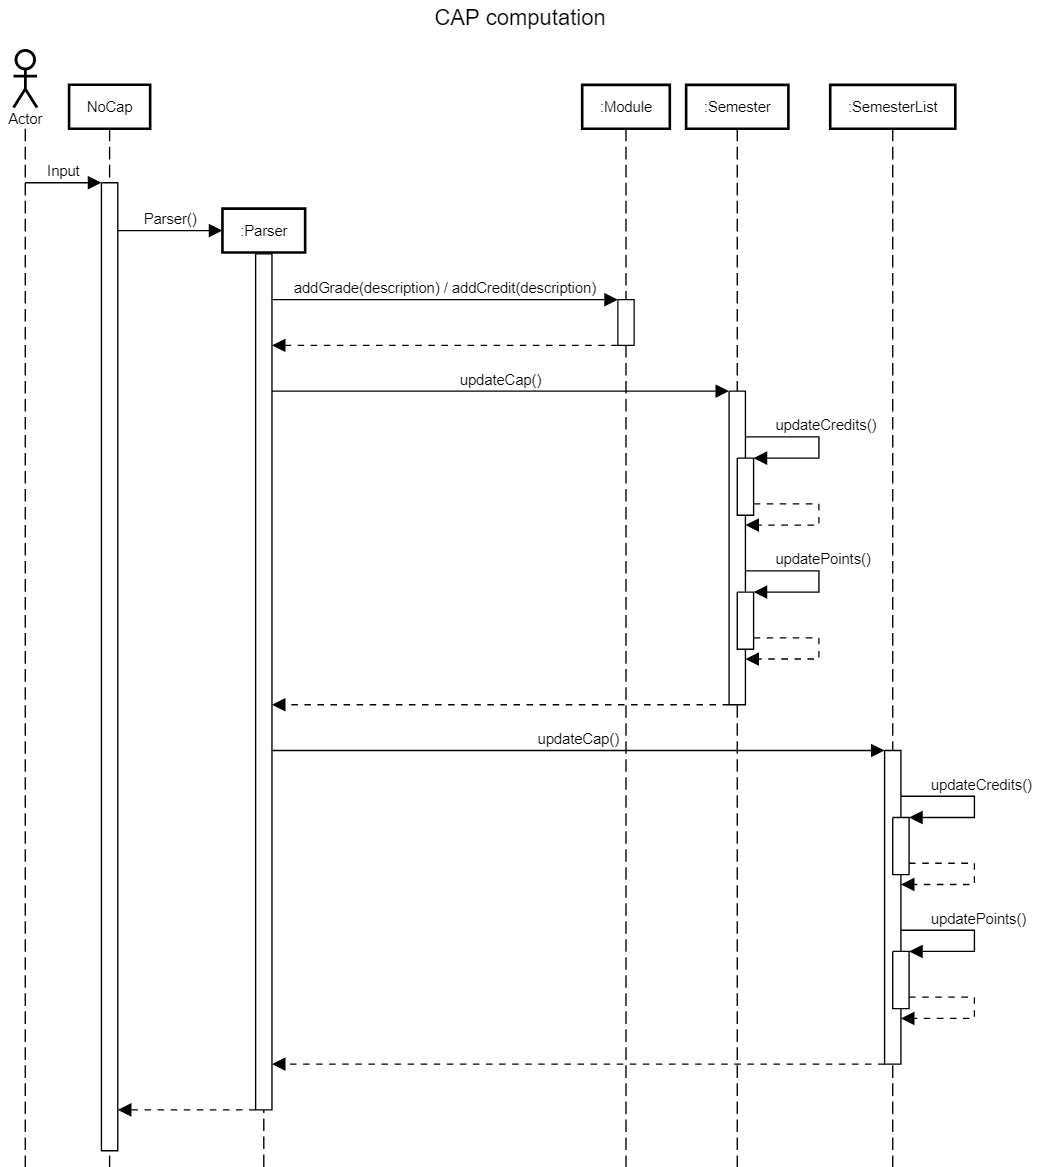 CAP computation
Actor
NoCap
:Module
:Semester
:SemesterList
Input
Parser()
:Parser
addGrade(description) / addCredit(description)
updateCap()
updateCredits()
updatePoints()
updateCap()
updateCredits()
updatePoints()